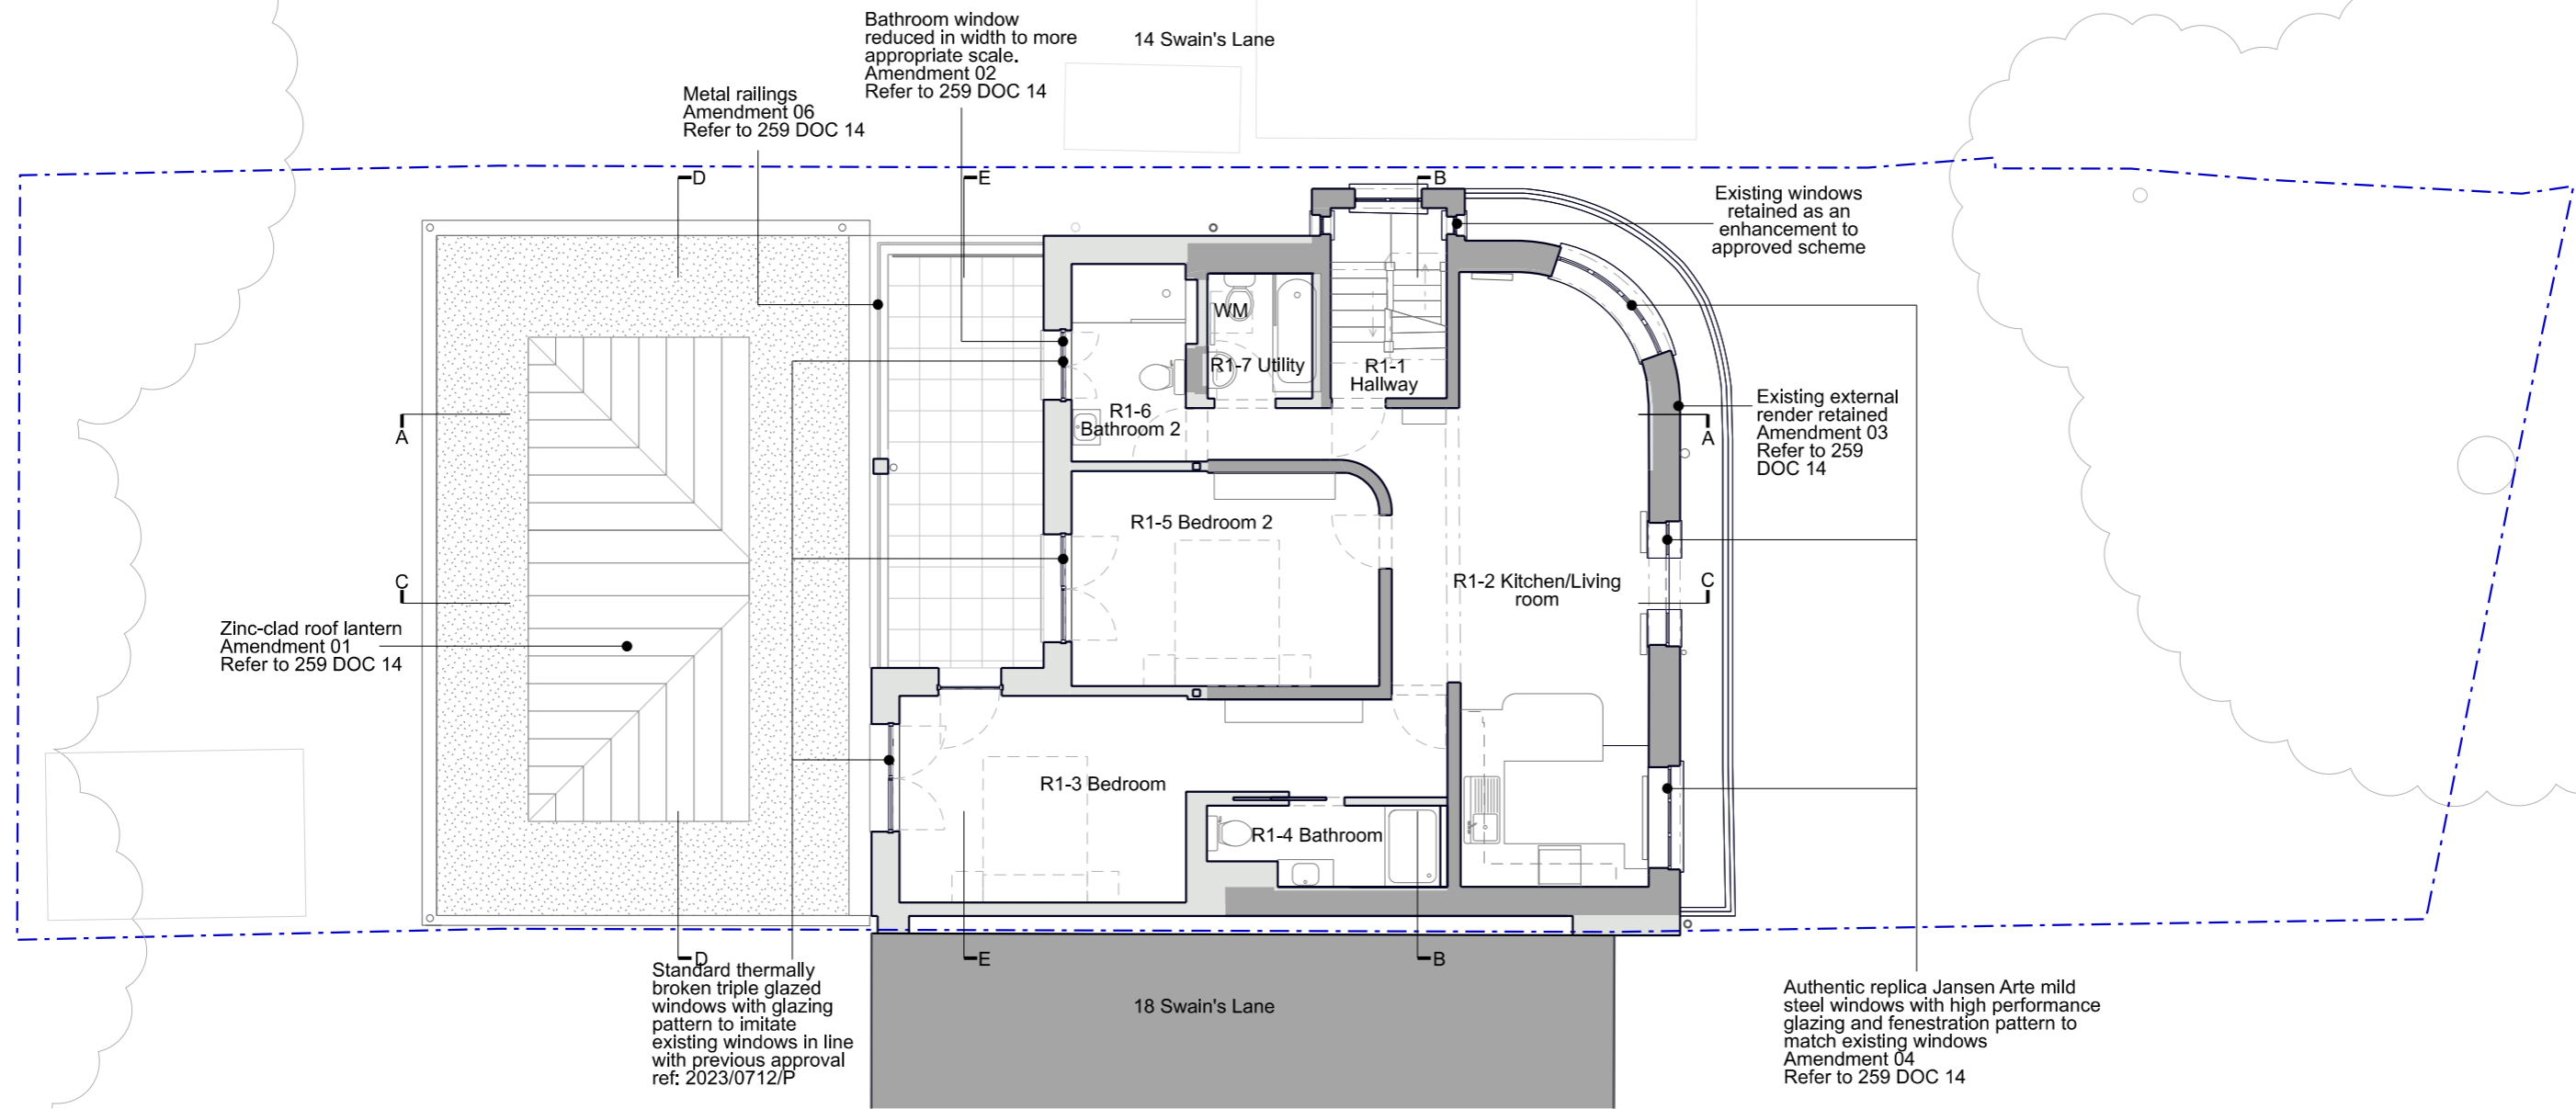 Bathroom window
reduced in width to more
appropriate scale.
Amendment 02
Refer to 259 DOC 14
14 Swain's Lane
Metal railings
Amendment 06
Refer to 259 DOC 14
D
E
B
Existing windows
retained as an
enhancement to
approved scheme
WM
R1-7 Utility
R1-1
Hallway
R1-6
Bathroom 2
A
A
Existing external
render retained
Amendment 03
Refer to 259
DOC 14
R1-5 Bedroom 2
C
C
R1-2 Kitchen/Living
room
Zinc-clad roof lantern
Amendment 01
Refer to 259 DOC 14
R1-3 Bedroom
R1-4 Bathroom
D
E
B
Standard thermally
broken triple glazed
windows with glazing
pattern to imitate
existing windows in line
with previous approval
ref: 2023/0712/P
18 Swain's Lane
Authentic replica Jansen Arte mild
steel windows with high performance
glazing and fenestration pattern to
match existing windows
Amendment 04
Refer to 259 DOC 14